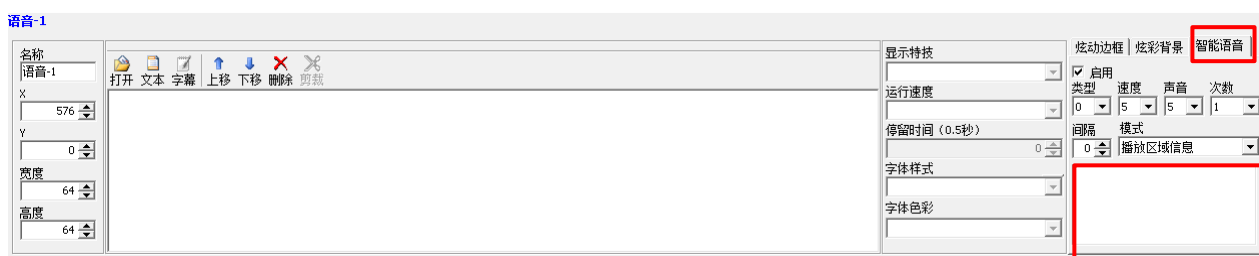 语音-1
名称
语音-1
X
576
Y
0
宽度
64
高度
64
打开 文本 字幕 上移 下移 删除 剪裁
显示特技
运行速度
停留时间（0.5秒）
0
字体样式
字体色彩
炫动边框 炫彩背景 智能语音
启用
类型 速度 声音 次数
0 5 5 1
间隔 模式
0 播放区域信息